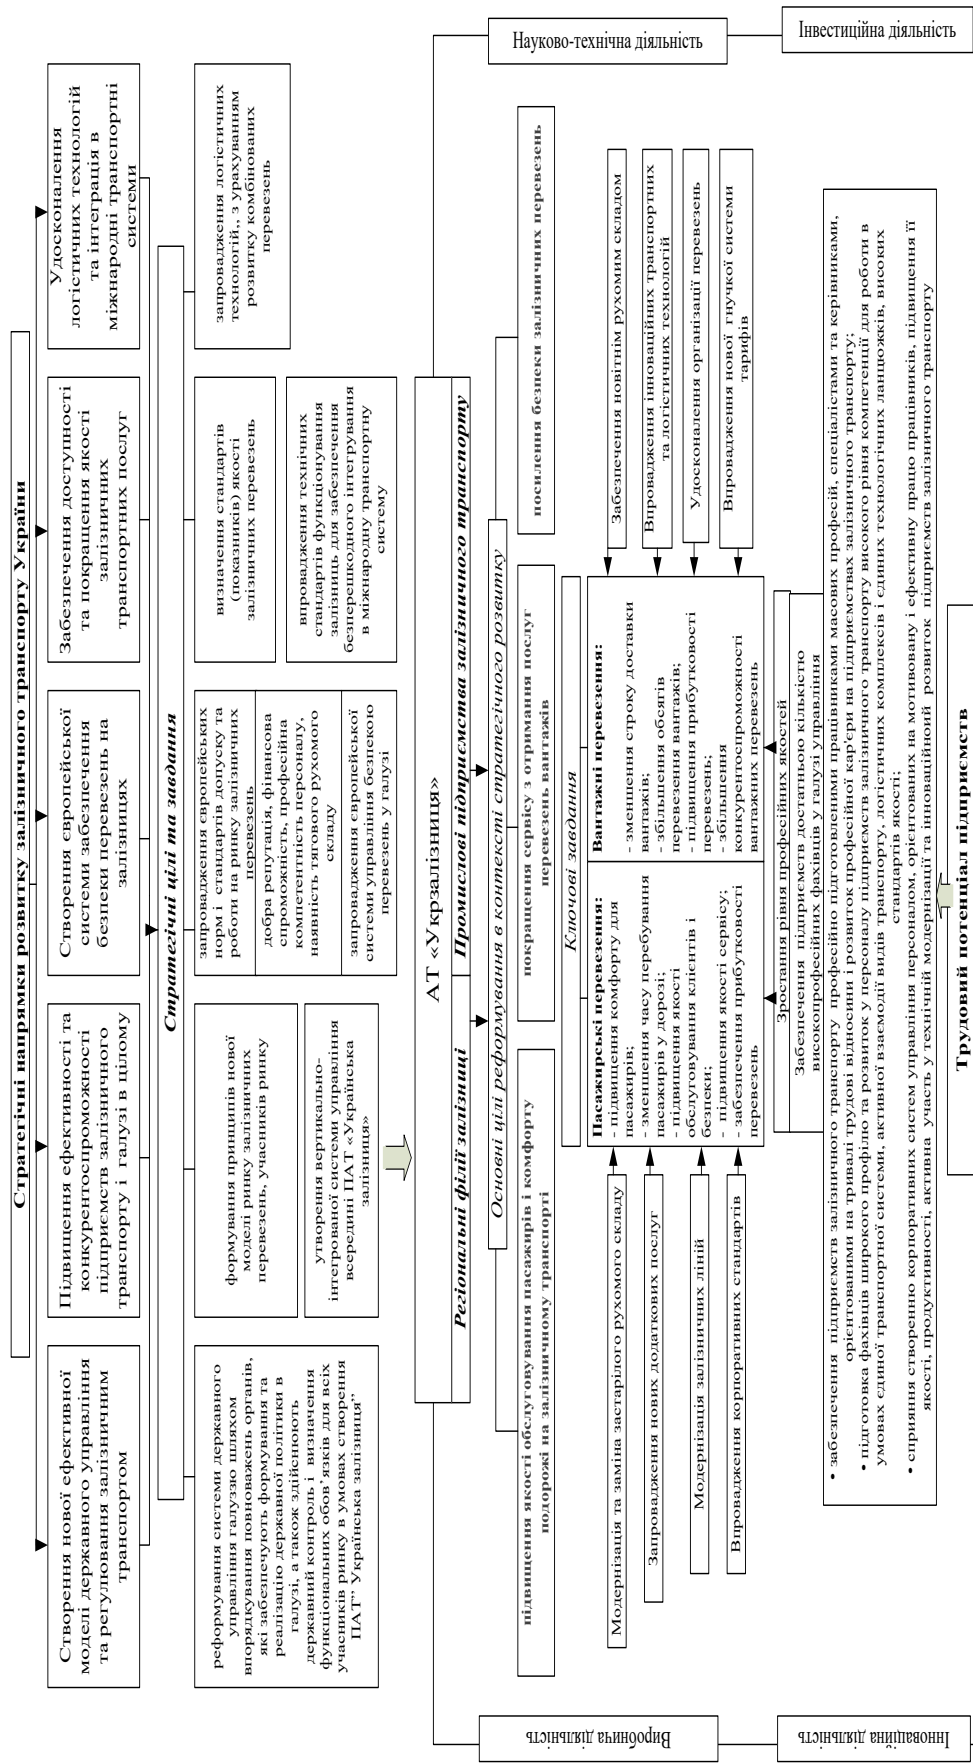 Стратегічні напрямки розвитку залізничного транспорту України
Створення нової ефективної
моделі державного управління
та регулювання залізничним
транспортом
Підвищення ефективності та
конкурентоспроможності
підприємств залізничного
транспорту і галузі в цілому
Створення європейської
системи забезпечення
безпеки перевезень на
залізницях
Забезпечення доступності
та покращення якості
залізничних
транспортних послуг
Удосконалення
логістичних технологій
та інтеграція в
міжнародні транспортні
системи
Стратегічні цілі та завдання
реформування системи державного
управління галуззю шляхом
впорядкування повноважень органів,
які забезпечують формування та
реалізацію державної політики в
галузі, а також здійснюють
державний контроль і визначення
функціональних обов’язків для всіх
учасників ринку в умовах створення
ПАТ” Українська залізниця”
формування принципів нової
моделі ринку залізничних
перевезень, учасників ринку
утворення вертикально-
інтегрованої системи управління
всередині ПАТ «Українська
залізниця»
запровадження європейських
норм і стандартів допуску та
роботи на ринку залізничних
перевезень
добра репутація, фінансова
спроможність, професійна
компетентність персоналу,
наявність тягового рухомого
складу
запровадження європейської
системи управління безпекою
перевезень у галузі
визначення стандартів
(показників) якості
залізничних перевезень
впровадження технічних
стандартів функціонування
залізниць для забезпечення
безперешкодного інтегрування
в міжнародну транспортну
систему
запровадження логістичних
технологій,, з урахуванням
розвитку комбінованих
перевезень
АТ «Укрзалізниця»
Регіональні філії залізниці
Промислові підприємства залізничного транспорту
Основні цілі реформування в контексті стратегічного розвитку
підвищення якості обслуговування пасажирів і комфорту
подорожі на залізничному транспорті
покращення сервісу з отримання послуг
перевезень вантажів
посилення безпеки залізничних перевезень
Ключові завдання
Модернізація та заміна застарілого рухомого складу
Запровадження нових додаткових послуг
Модернізація залізничних ліній
Впровадження корпоративних стандартів
Пасажирські перевезення:
- підвищення комфорту для
пасажирів;
- зменшення часу перебування
пасажирів у дорозі;
- підвищення якості
обслуговування клієнтів і
безпеки;
- підвищення якості сервісу;
- забезпечення прибутковості
перевезень
Вантажні перевезення:
- зменшення строку доставки
вантажів;
- збільшення обсягів
перевезення вантажів;
- підвищення прибутковості
перевезень;
- збільшення
конкурентоспроможності
вантажних перевезень
Забезпечення новітнім рухомим складом
Впровадження інноваційних транспортних
та логістичних технологій
Удосконалення організації перевезень
Впровадження нової гнучкої системи
тарифів
Зростання рівня професійних якостей
Забезпечення підприємств достатньою кількістю
високопрофесійних фахівців у галузі управління
• забезпечення підприємств залізничного транспорту професійно підготовленими працівниками масових професій, спеціалістами та керівниками,
орієнтованими на тривалі трудові відносини і розвиток професійної кар'єри на підприємствах залізничного транспорту;
• підготовка фахівців широкого профілю та розвиток у персоналу підприємств залізничного транспорту високого рівня компетенції для роботи в
умовах єдиної транспортної системи, активної взаємодії видів транспорту, логістичних комплексів і єдиних технологічних ланцюжків, високих
стандартів якості;
• сприяння створенню корпоративних систем управління персоналом, орієнтованих на мотивовану і ефективну працю працівників, підвищення її
якості, продуктивності, активна участь у технічній модернізації та інноваційний розвиток підприємств залізничного транспорту
Трудовий потенціал підприємств
Виробнича діяльність
Інноваційна діяльність
Науково-технічна діяльність
Інвестиційна діяльність